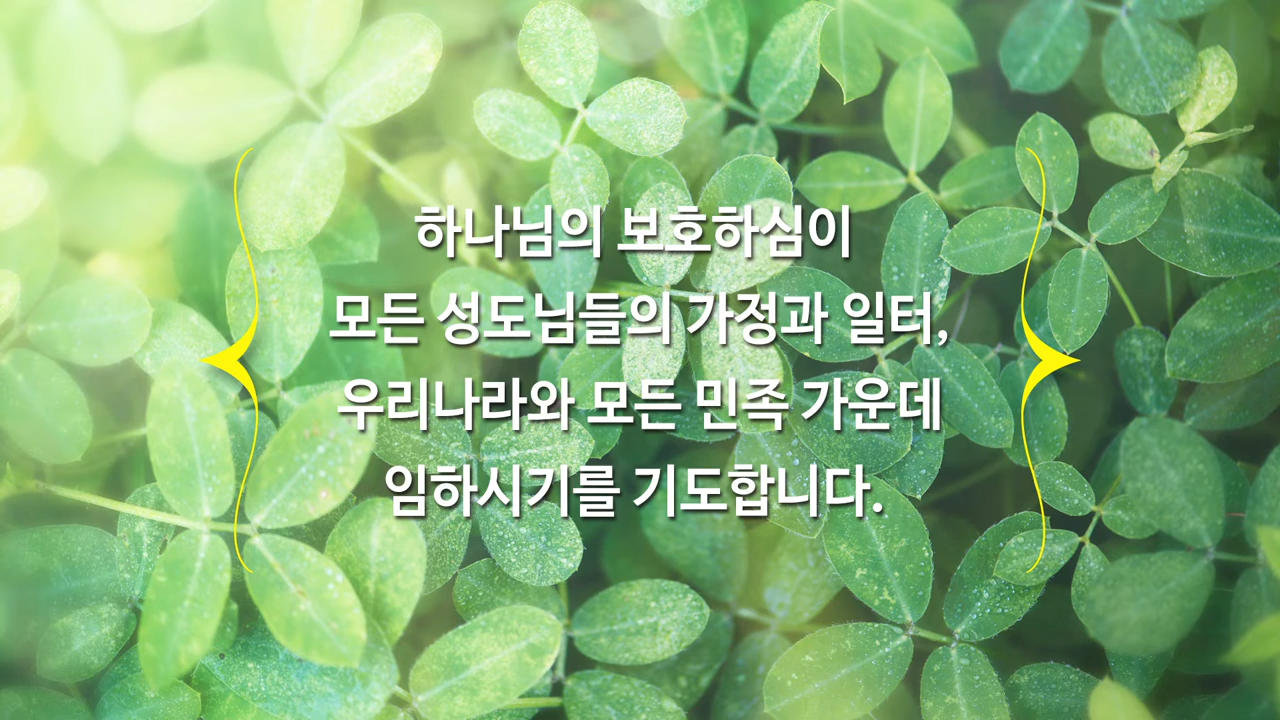 하나님의 보호하심이
모든 성도님들의 가정과 일터,
우리나라와 모든 민족 가운데
임하시기를 기도합니다.